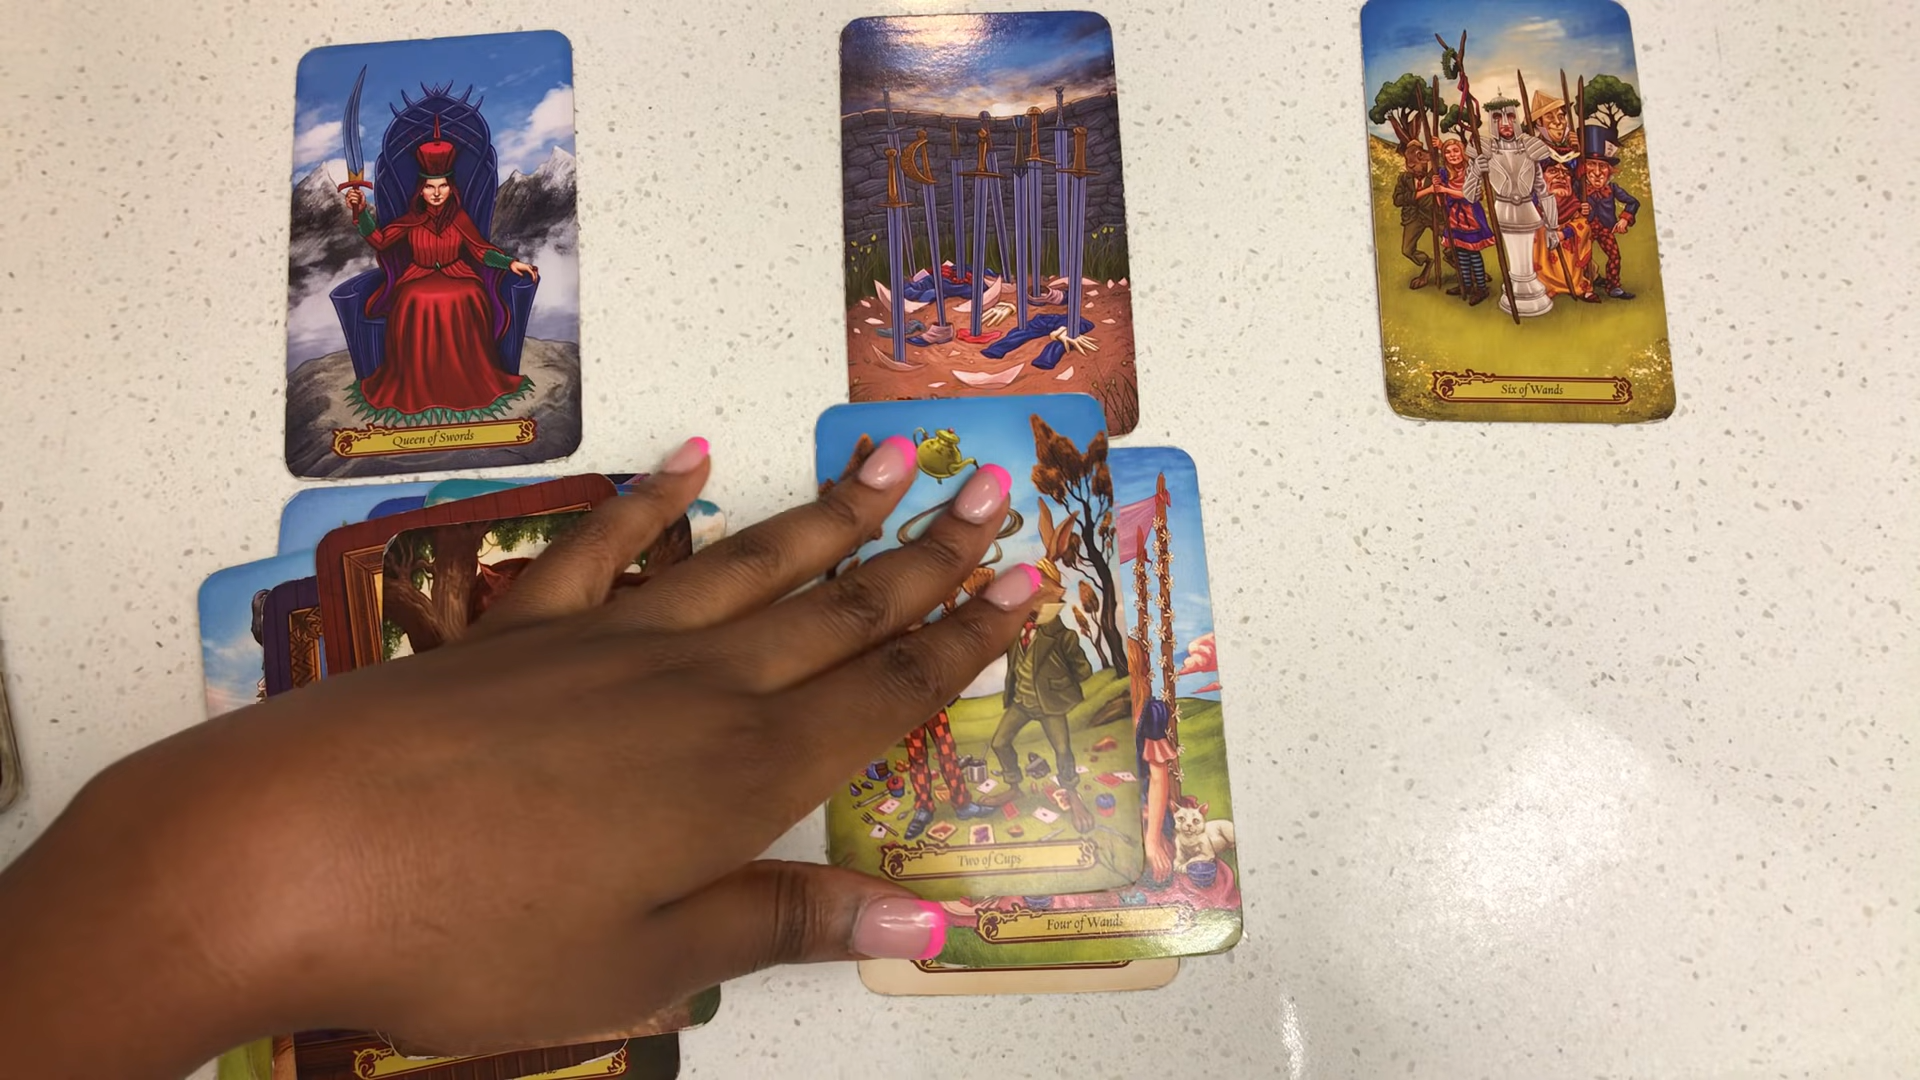 Queen of Swords
Six of Wands
Two of Cups
Four of Wands